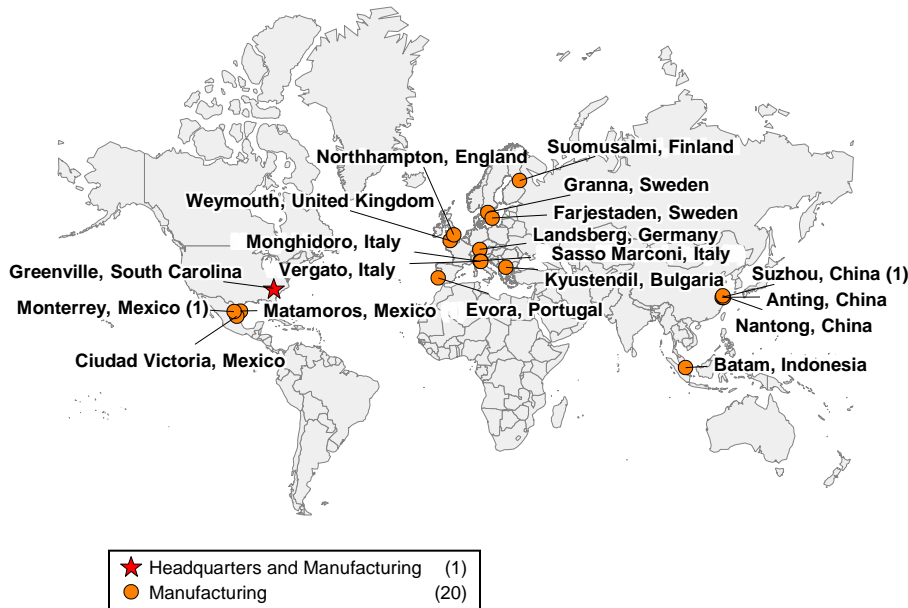 Suomusalmi, Finland
Northhampton, England
Granna, Sweden
Weymouth, United Kingdom
Farjestaden, Sweden
Landsberg, Germany
Monghidoro, Italy
Sasso Marconi, Italy
Greenville, South Carolina
Vergato, Italy
Kyustendil, Bulgaria
Suzhou, China (1)
Monterrey, Mexico (1)
Matamoros, Mexico
Evora, Portugal
Anting, China
Nantong, China
Ciudad Victoria, Mexico
Batam, Indonesia
Headquarters and Manufacturing (1)
Manufacturing (20)